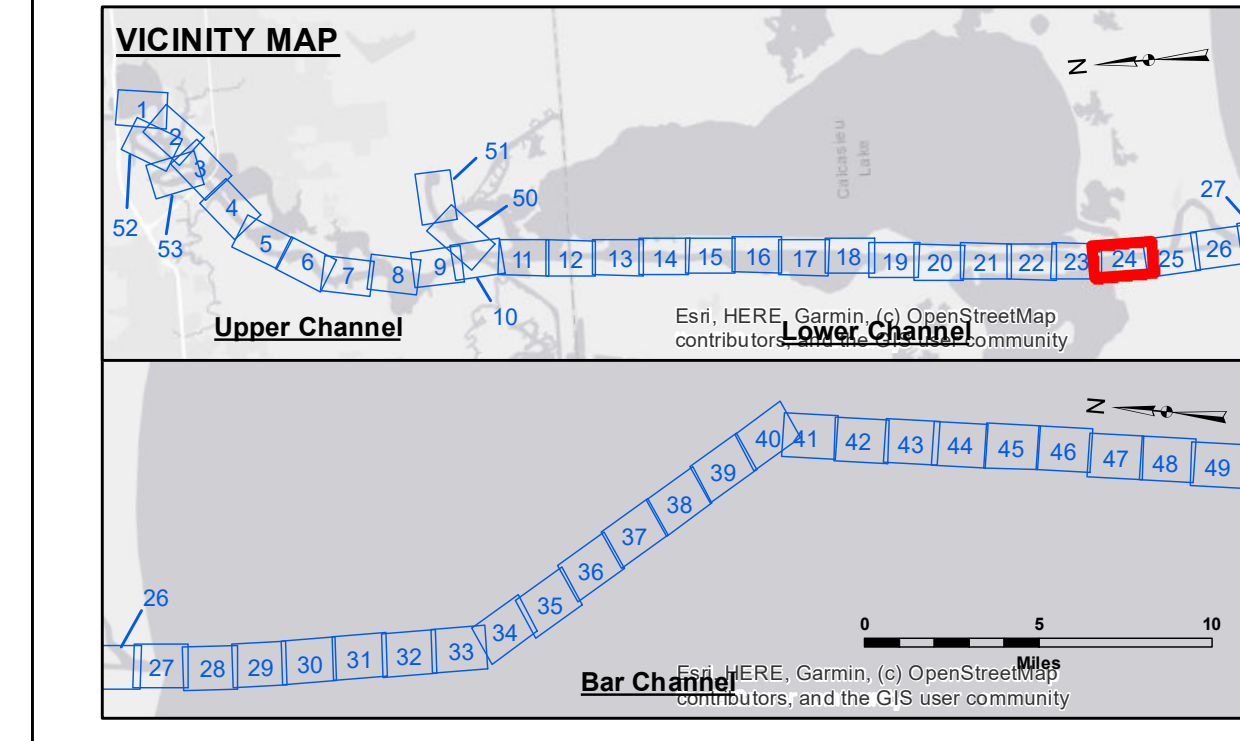 VICINITY MAP
N
1
2
3
4
5
6
7
8
9
10
11 12 13 14 15 16 17 18 19 20 21 22 23 24 25 26
27
50
51
52
53
Calcasieu
Lake
Upper Channel
Lower Channel
Esri, HERE, Garmin, (c) OpenStreetMap
contributors, and the GIS user community
N
26
27 28 29 30 31 32 33 34 35 36 37 38 39 40 41 42 43 44 45 46 47 48 49
0 5 10
Miles
Bar Channel
Esri, HERE, Garmin, (c) OpenStreetMap
contributors, and the GIS user community